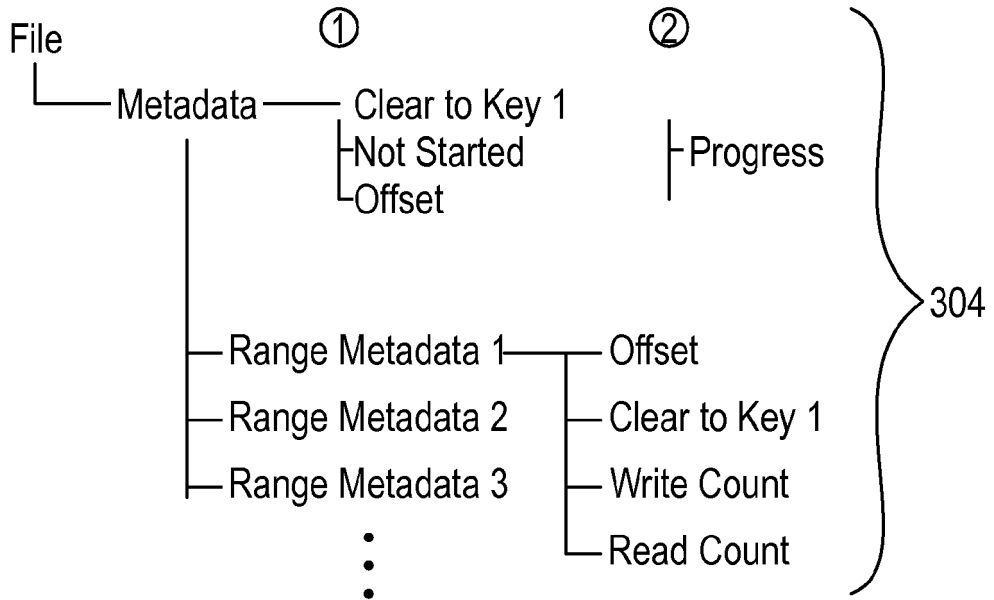 ① ②
File
Metadata Clear to Key 1
Not Started Progress
Offset
304
Range Metadata 1 Offset
Range Metadata 2 Clear to Key 1
Range Metadata 3 Write Count
Read Count